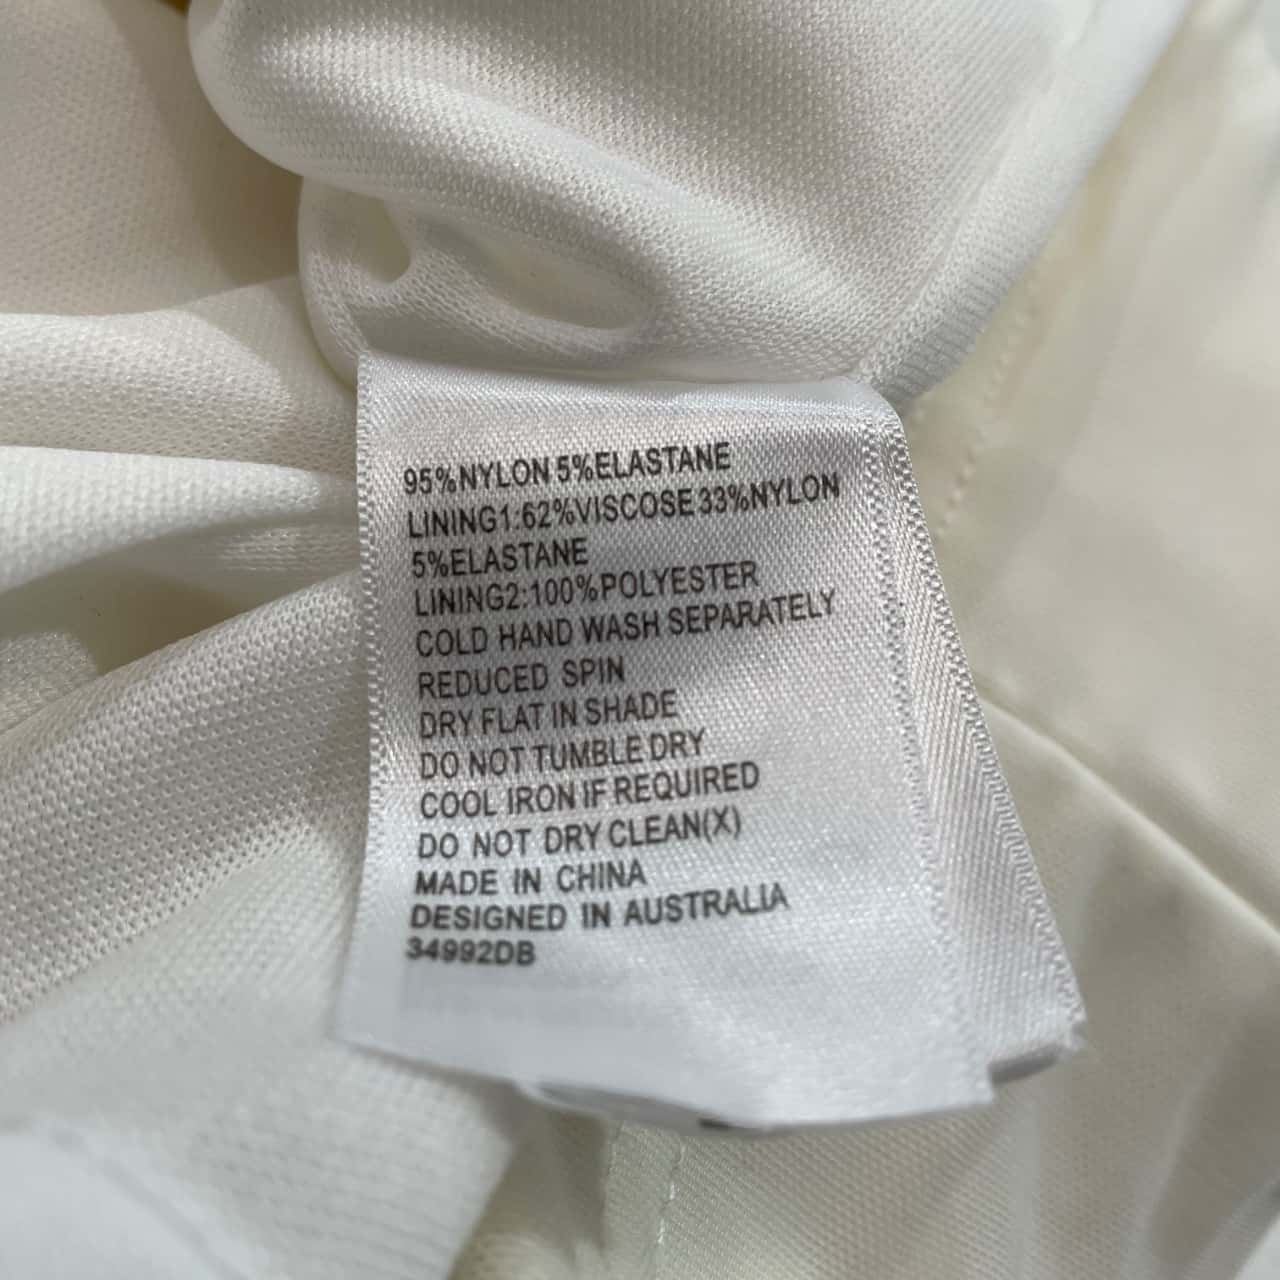 95%NYLON 5%ELASTANE
LINING1:62%VISCOSE 33%NYLON
5%ELASTANE
LINING2:100%POLYESTER
COLD HAND WASH SEPARATELY
REDUCED SPIN
DRY FLAT IN SHADE
DO NOT TUMBLE DRY
COOL IRON IF REQUIRED
DO NOT DRY CLEAN(X)
MADE IN CHINA
DESIGNED IN AUSTRALIA
34992DB